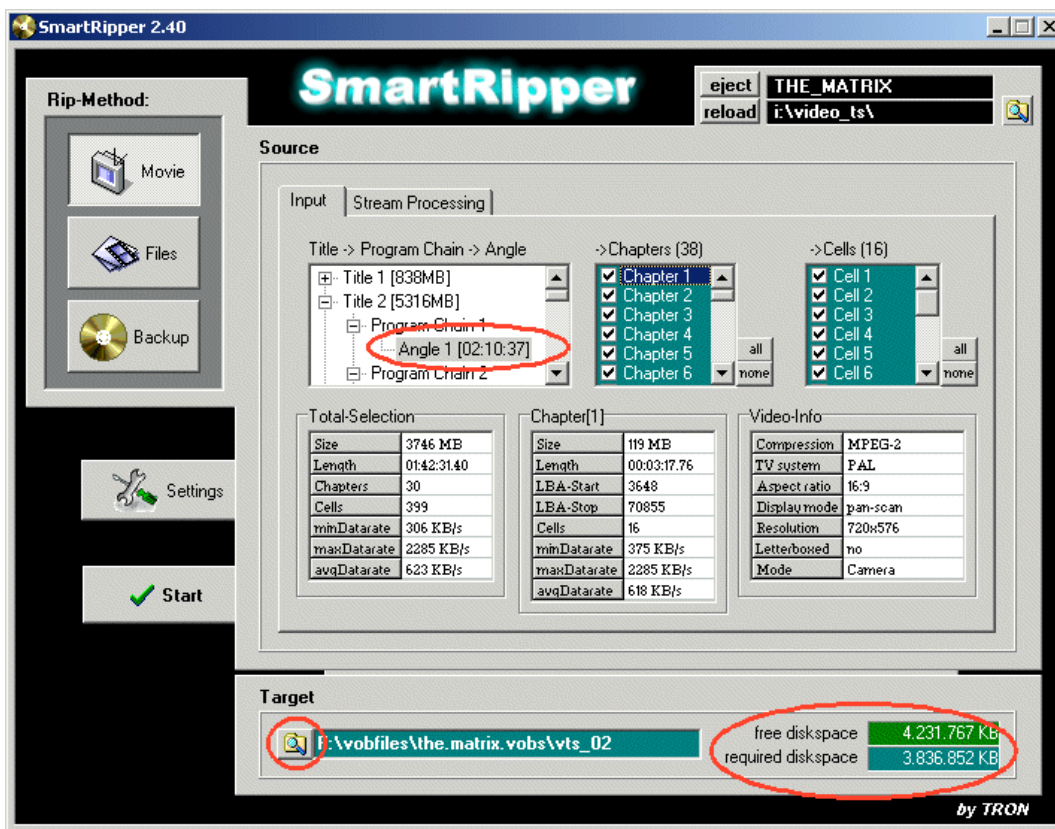 SmartRipper 2.40
SmartRipper
eject THE_MATRIX
reload i:\video_ts\
Rip-Method:
Movie
Files
Backup
Settings
Start
Source
Input Stream Processing
Title -> Program Chain -> Angle
Title 1 [838MB]
Title 2 [5316MB]
Program Chain 1
Angle 1 [02:10:37]
Program Chain 2
->Chapters (38)
Chapter 1
Chapter 2
Chapter 3
Chapter 4
Chapter 5
Chapter 6
all
none
->Cells (16)
Cell 1
Cell 2
Cell 3
Cell 4
Cell 5
Cell 6
all
none
Total-Selection
Size 3746 MB
Length 01:42:31.40
Chapters 30
Cells 399
minDatarate 306 KB/s
maxDatarate 2285 KB/s
avgDatarate 623 KB/s
Chapter[1]
Size 119 MB
Length 00:03:17.76
LBA-Start 3648
LBA-Stop 70855
Cells 16
minDatarate 375 KB/s
maxDatarate 2285 KB/s
avgDatarate 618 KB/s
Video-Info
Compression MPEG-2
TV system PAL
Aspect ratio 16:9
Display mode pan-scan
Resolution 720x576
Letterboxed no
Mode Camera
Target
:\vobfiles\the.matrix.vobs\vts_02
free diskspace 4.231.767 KB
required diskspace 3.836.852 KB
by TRON